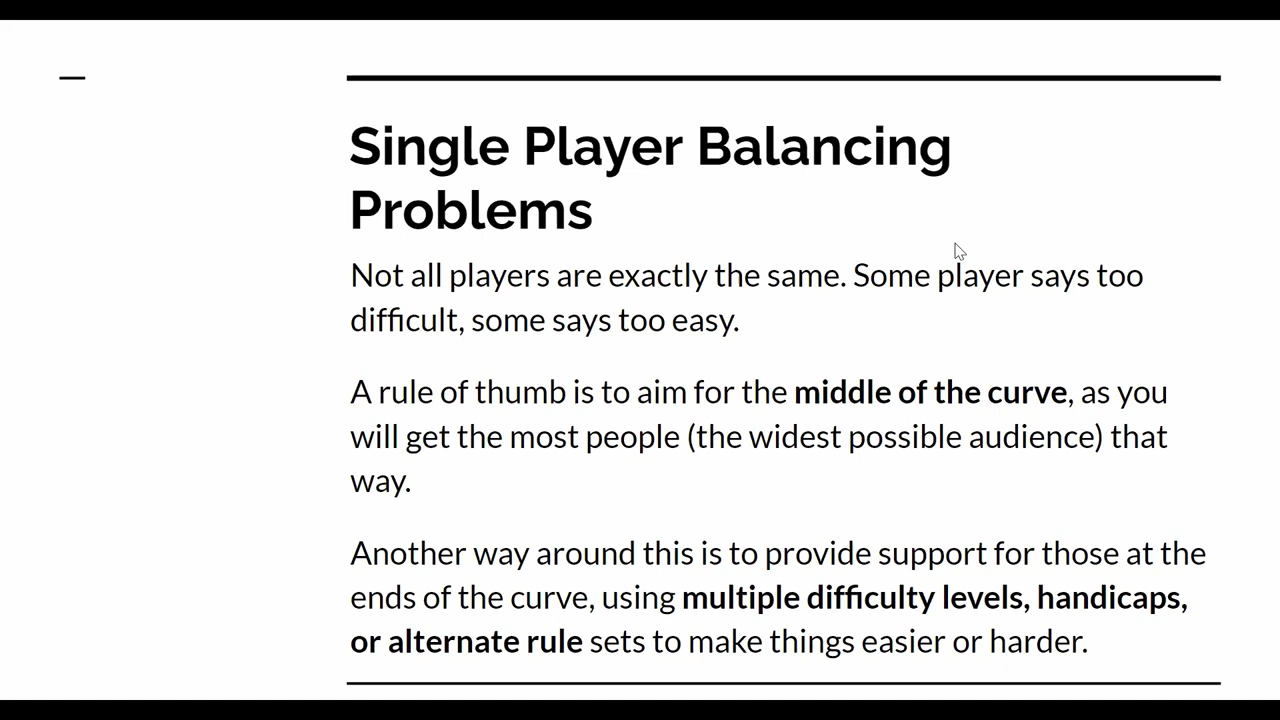 Single Player Balancing
Problems
Not all players are exactly the same. Some player says too
difficult, some says too easy.
A rule of thumb is to aim for the middle of the curve, as you
will get the most people (the widest possible audience) that
way.
Another way around this is to provide support for those at the
ends of the curve, using multiple difficulty levels, handicaps,
or alternate rule sets to make things easier or harder.